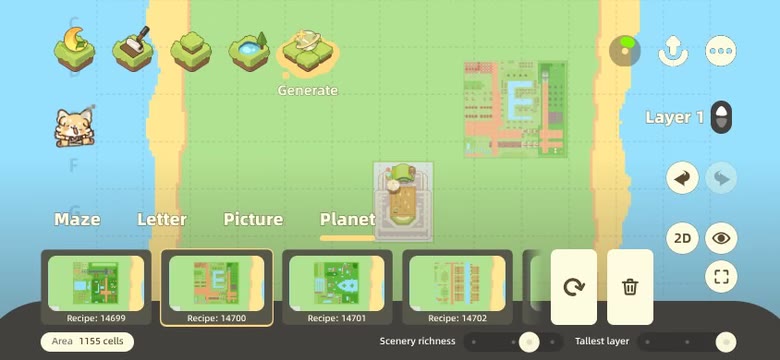 C
Generate
Layer 1
F
Maze Letter Picture Planet
E
2D
Recipe: 14699 Recipe: 14700 Recipe: 14701 Recipe: 14702
Area 1155 cells Scenery richness Tallest layer